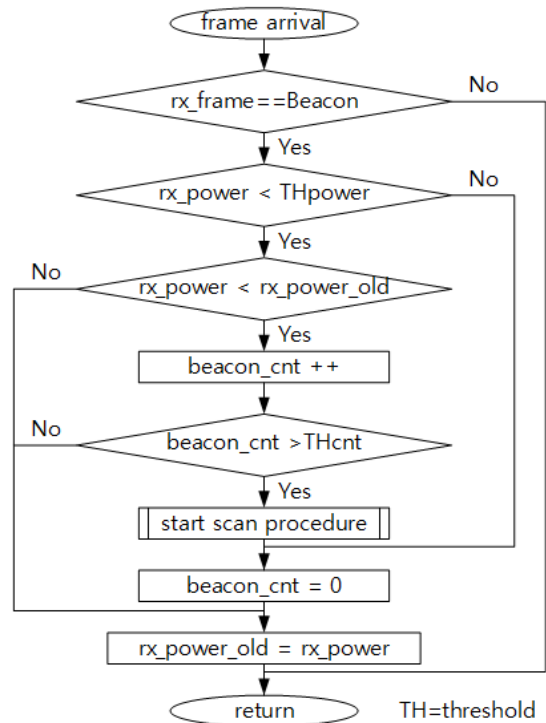 frame arrival
rx_frame==Beacon
No
Yes
rx_power < THpower
No
Yes
No
rx_power < rx_power_old
Yes
beacon_cnt ++
No
beacon_cnt >THcnt
Yes
start scan procedure
beacon_cnt = 0
rx_power_old = rx_power
return
TH=threshold